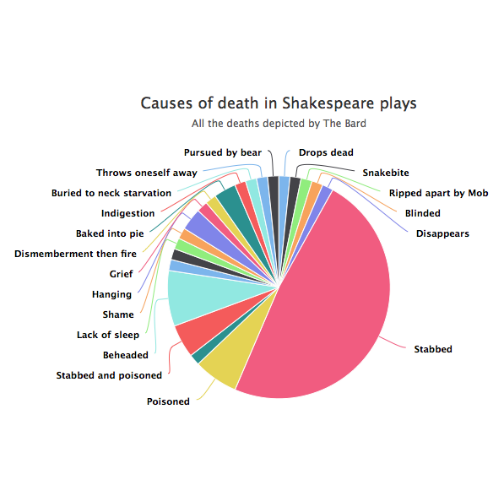 Causes of death in Shakespeare plays
All the deaths depicted by The Bard
Pursued by bear
Drops dead
Throws oneself away
Snakebite
Buried to neck starvation
Ripped apart by Mob
Indigestion
Blinded
Baked into pie
Disappears
Dismemberment then fire
Grief
Hanging
Shame
Lack of sleep
Stabbed
Beheaded
Stabbed and poisoned
Poisoned